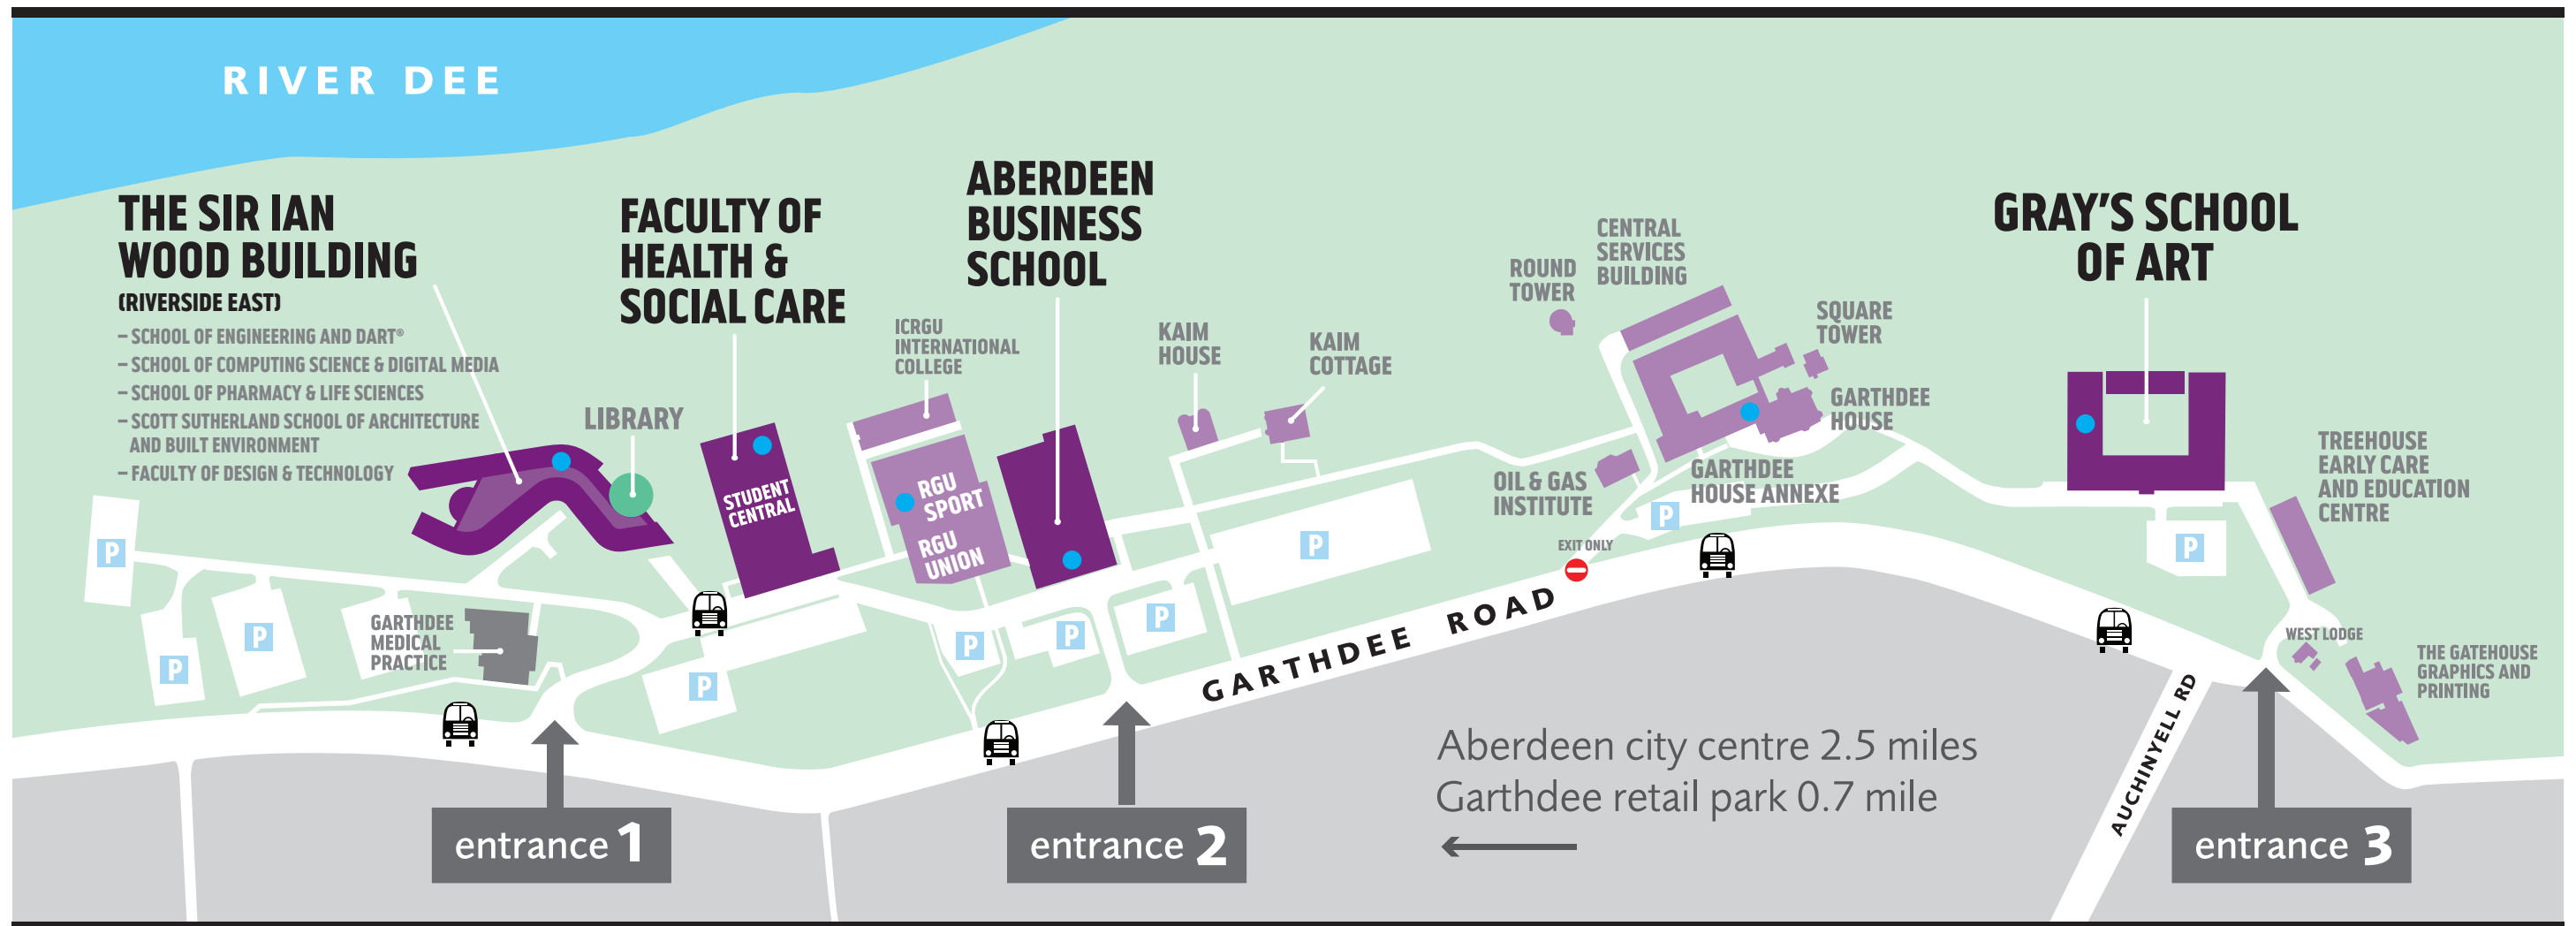 RIVER DEE
THE SIR IAN
WOOD BUILDING
(RIVERSIDE EAST)
– SCHOOL OF ENGINEERING AND DART®
– SCHOOL OF COMPUTING SCIENCE & DIGITAL MEDIA
– SCHOOL OF PHARMACY & LIFE SCIENCES
– SCOTT SUTHERLAND SCHOOL OF ARCHITECTURE
AND BUILT ENVIRONMENT
– FACULTY OF DESIGN & TECHNOLOGY
LIBRARY
FACULTY OF
HEALTH &
SOCIAL CARE
STUDENT
CENTRAL
ICRGU
INTERNATIONAL
COLLEGE
RGU
SPORT
RGU
UNION
ABERDEEN
BUSINESS
SCHOOL
KAIM
HOUSE
KAIM
COTTAGE
ROUND
TOWER
CENTRAL
SERVICES
BUILDING
SQUARE
TOWER
GARTHDEE
HOUSE
OIL & GAS
INSTITUTE
GARTHDEE
HOUSE ANNEXE
EXIT ONLY
GRAY'S SCHOOL
OF ART
TREEHOUSE
EARLY CARE
AND EDUCATION
CENTRE
WEST LODGE
THE GATEHOUSE
GRAPHICS AND
PRINTING
GARTHDEE
MEDICAL
PRACTICE
P
P
P
P
P
P
P
P
P
P
GARTHDEE ROAD
AUCHINYELL RD
Aberdeen city centre 2.5 miles
Garthdee retail park 0.7 mile
entrance 1
entrance 2
entrance 3